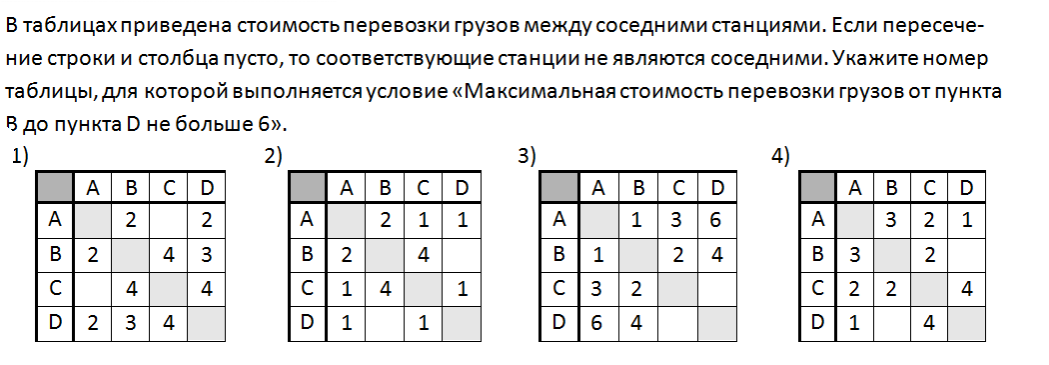 В таблицах приведена стоимость перевозки грузов между соседними станциями. Если пересече-
ние строки и столбца пусто, то соответствующие станции не являются соседними. Укажите номер
таблицы, для которой выполняется условие «Максимальная стоимость перевозки грузов от пункта
В до пункта D не больше 6».
1) 2) 3) 4)
A B C D A B C D A B C D A B C D
A 2 2 A 2 1 1 A 1 3 6 A 3 2 1
B 2 4 3 B 2 4 B 1 2 4 B 3 2
C 4 4 C 1 4 1 C 3 2 C 2 2 4
D 2 3 4 D 1 1 D 6 4 D 1 4